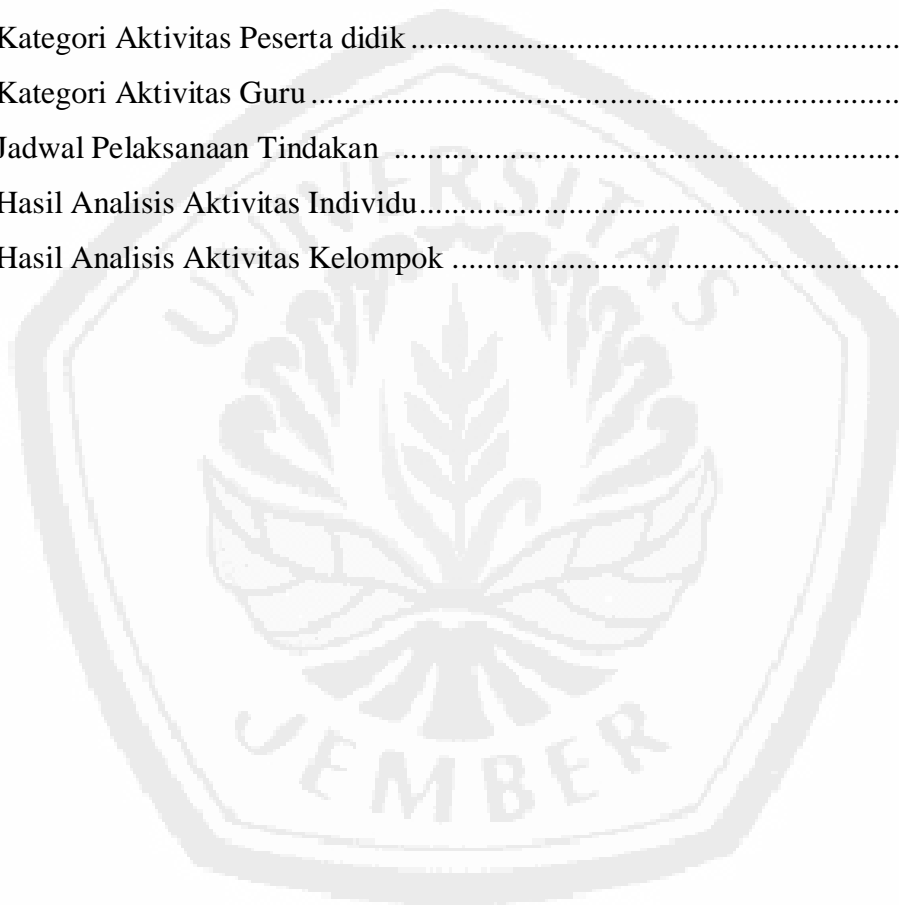 Kategori Aktivitas Peserta didik ........................................................
Kategori Aktivitas Guru ....................................................................
Jadwal Pelaksanaan Tindakan ..........................................................
Hasil Analisis Aktivitas Individu .......................................................
Hasil Analisis Aktivitas Kelompok ...................................................
UNIVERSITAS
JEMBER